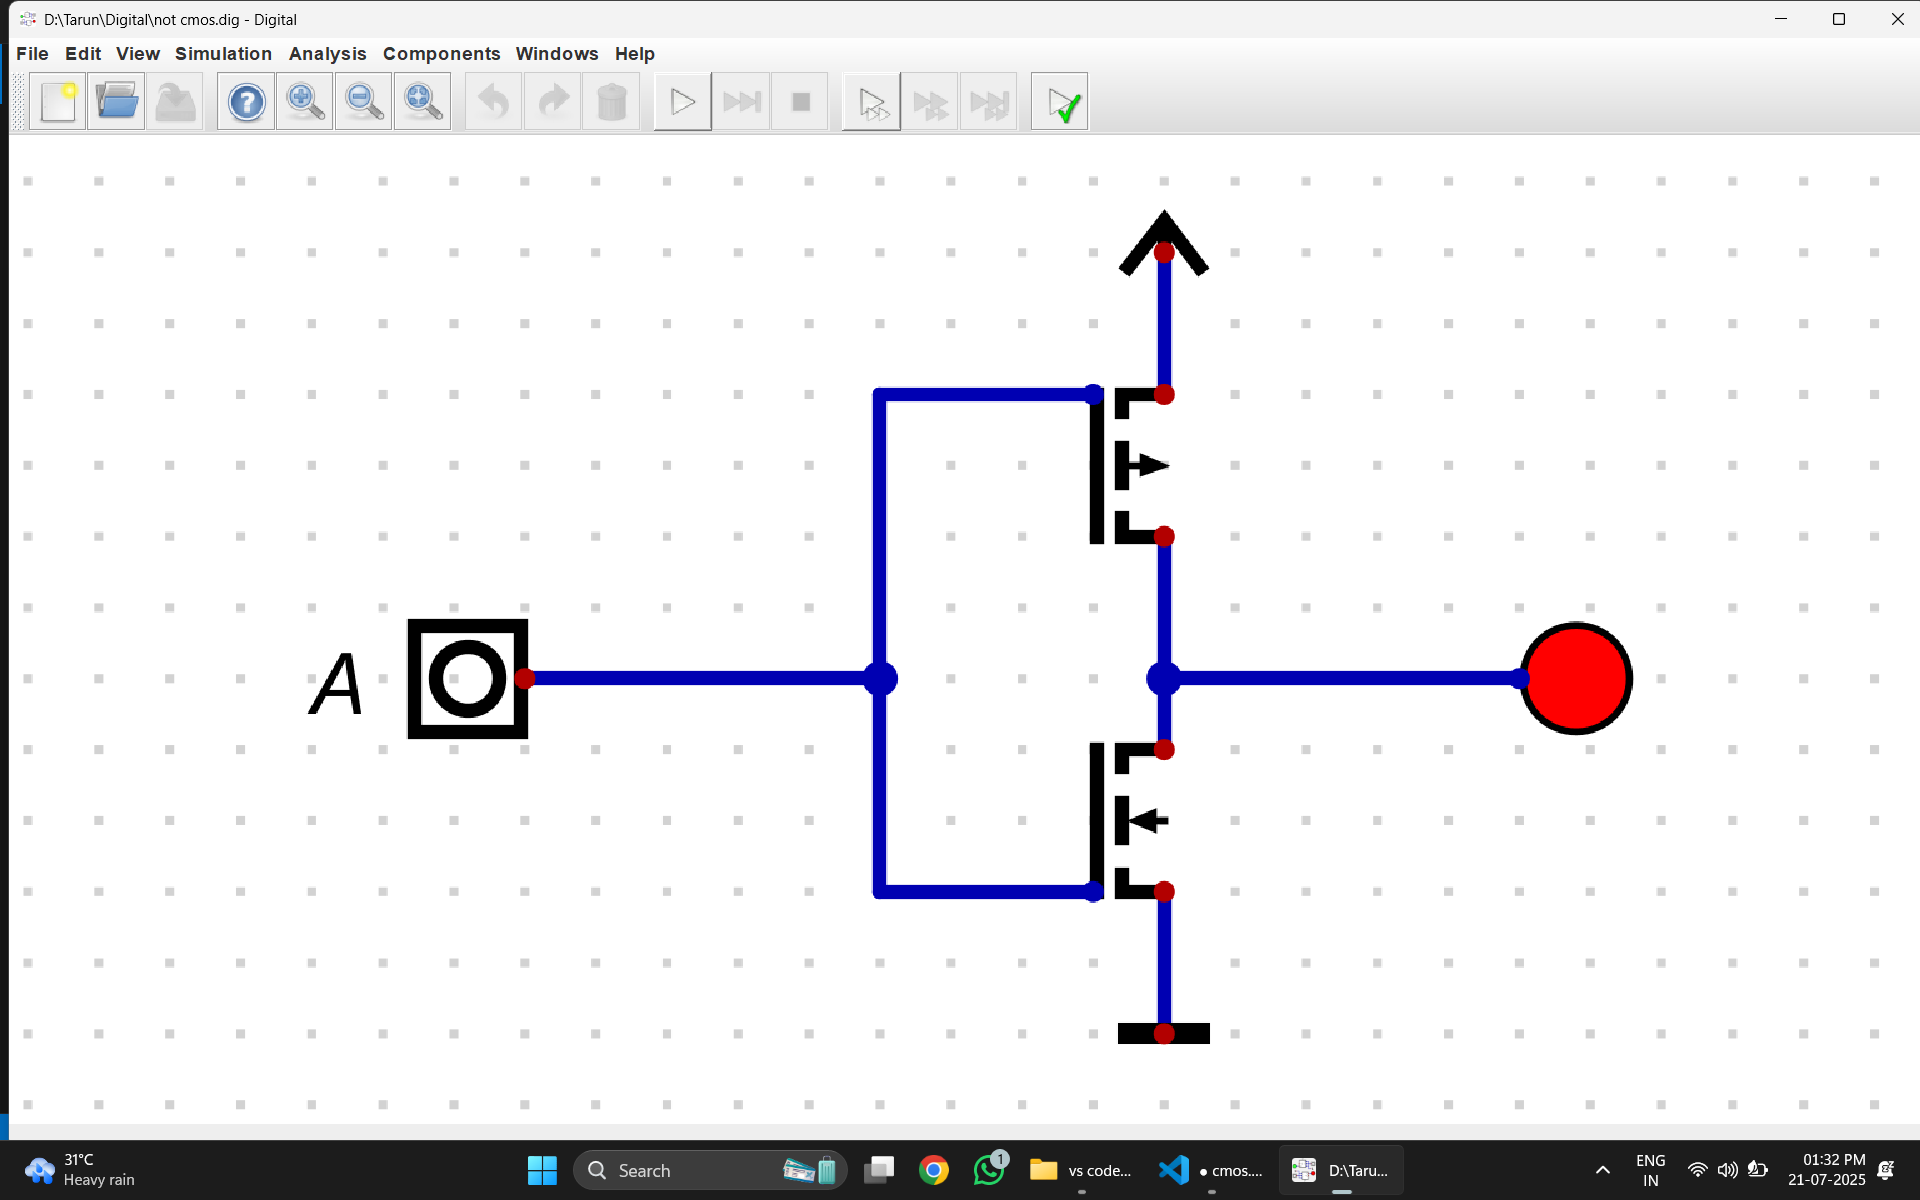 D:\Tarun\Digital\not cmos.dig - Digital
File Edit View Simulation Analysis Components Windows Help
A
31°C
Heavy rain
Search
1
vs code...
• cmos....
D:\Taru...
ENG
IN
01:32 PM
21-07-2025